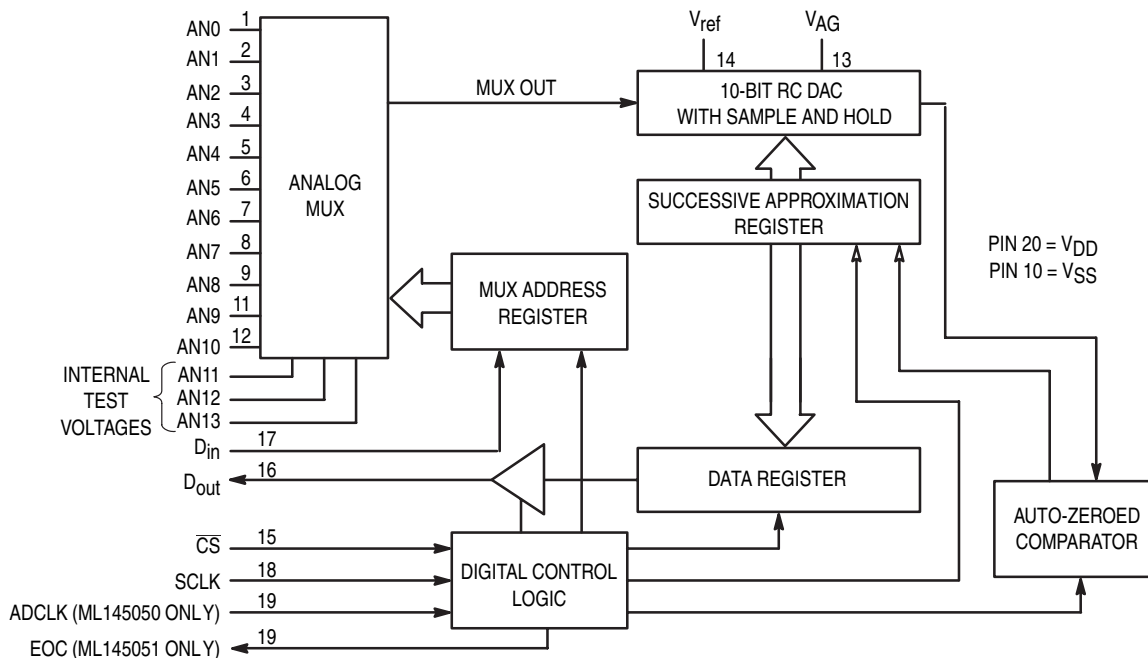 AN0 1
AN1 2
AN2 3
AN3 4
AN4 5
AN5 6
AN6 7
AN7 8
AN8 9
AN9 11
AN10 12
INTERNAL
TEST
VOLTAGES
AN11
AN12
AN13
Din 17
Dout 16
CS 15
SCLK 18
ADCLK (ML145050 ONLY) 19
EOC (ML145051 ONLY) 19
ANALOG
MUX
MUX OUT
Vref
14
VAG
13
10-BIT RC DAC
WITH SAMPLE AND HOLD
SUCCESSIVE APPROXIMATION
REGISTER
MUX ADDRESS
REGISTER
PIN 20 = VDD
PIN 10 = VSS
DATA REGISTER
AUTO-ZEROED
COMPARATOR
DIGITAL CONTROL
LOGIC